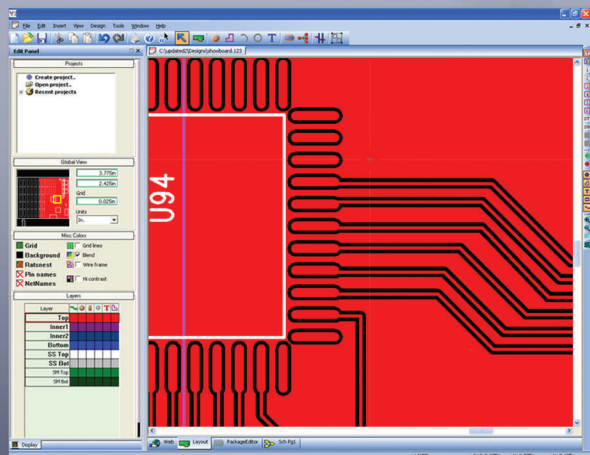 File Edit Insert View Design Tools Window Help
Edit Panel
C:\updated2\Designs\phowboard.123
Projects
Create project..
Open project..
Recent projects
Global View
3.775in
2.425in
Grid
0.025in
Units
In.
Misc Colors
Grid
Grid lines
Background
Blend
Ratsnest
Wire frame
Pin names
NetNames
Hi contrast
Layers
Layer
Top
Inner1
Inner2
Bottom
SS Top
SS Bot
SM Top
SM Bot
U94
Display
Web Layout PackageEditor Sch Pg1